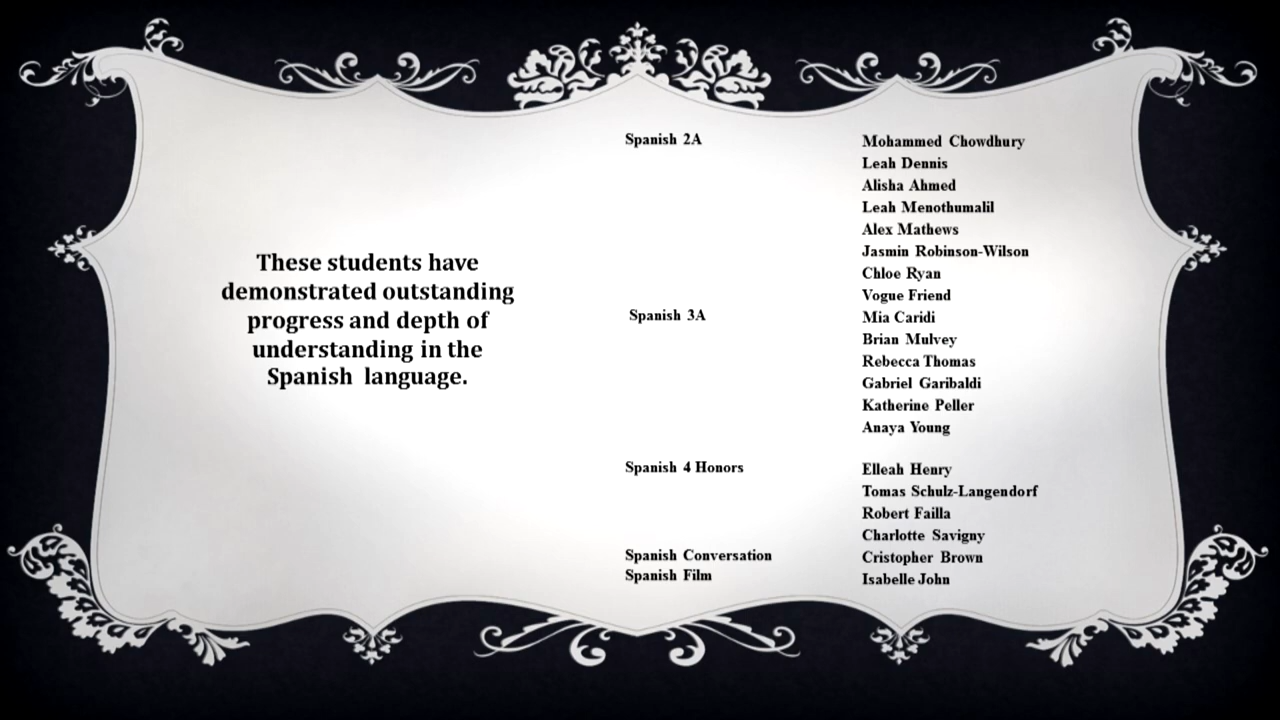 These students have
demonstrated outstanding
progress and depth of
understanding in the
Spanish language.
Spanish 2A Mohammed Chowdhury
Leah Dennis
Alisha Ahmed
Leah Menothumalil
Alex Mathews
Jasmin Robinson-Wilson
Chloe Ryan
Vogue Friend
Spanish 3A Mia Caridi
Brian Mulvey
Rebecca Thomas
Gabriel Garibaldi
Katherine Peller
Anaya Young
Spanish 4 Honors Elleah Henry
Tomas Schulz-Langendorf
Robert Failla
Charlotte Savigny
Spanish Conversation Cristopher Brown
Spanish Film Isabelle John